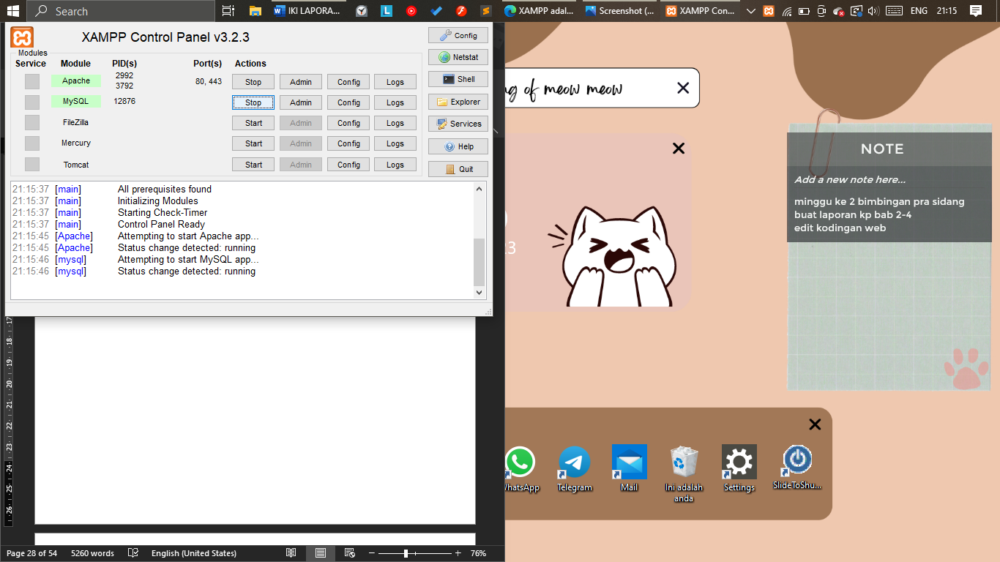 Search
IKI LAPORA...
XAMPP adal...
Screenshot (...
XAMPP Con...
ENG
21:15
XAMPP Control Panel v3.2.3
Modules
Service Module PID(s) Port(s) Actions
Apache 2992 3792 80, 443 Stop Admin Config Logs
MySQL 12876 Stop Admin Config Logs
FileZilla Start Admin Config Logs
Mercury Start Admin Config Logs
Tomcat Start Admin Config Logs
Config
Netstat
Shell
Explorer
Services
Help
Quit
21:15:37 [main] All prerequisites found
21:15:37 [main] Initializing Modules
21:15:37 [main] Starting Check-Timer
21:15:37 [main] Control Panel Ready
21:15:45 [Apache] Attempting to start Apache app...
21:15:45 [Apache] Status change detected: running
21:15:46 [mysql] Attempting to start MySQL app...
21:15:46 [mysql] Status change detected: running
of meow meow
NOTE
Add a new note here...
minggu ke 2 bimbingan pra sidang
buat laporan kp bab 2-4
edit kodingan web
WhatsApp
Telegram
Mail
Ini adalah
anda
Settings
SlideToShu...
17
18
19
20
21
22
23
24
25
26
Page 28 of 54 5260 words English (United States) 76%